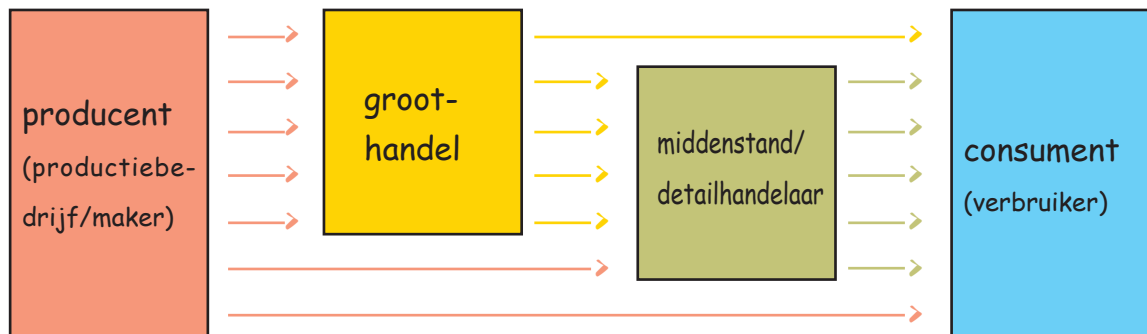 producent
(productiebe-
drijf/maker)
groot-
handel
middenstand/
detailhandelaar
consument
(verbruiker)